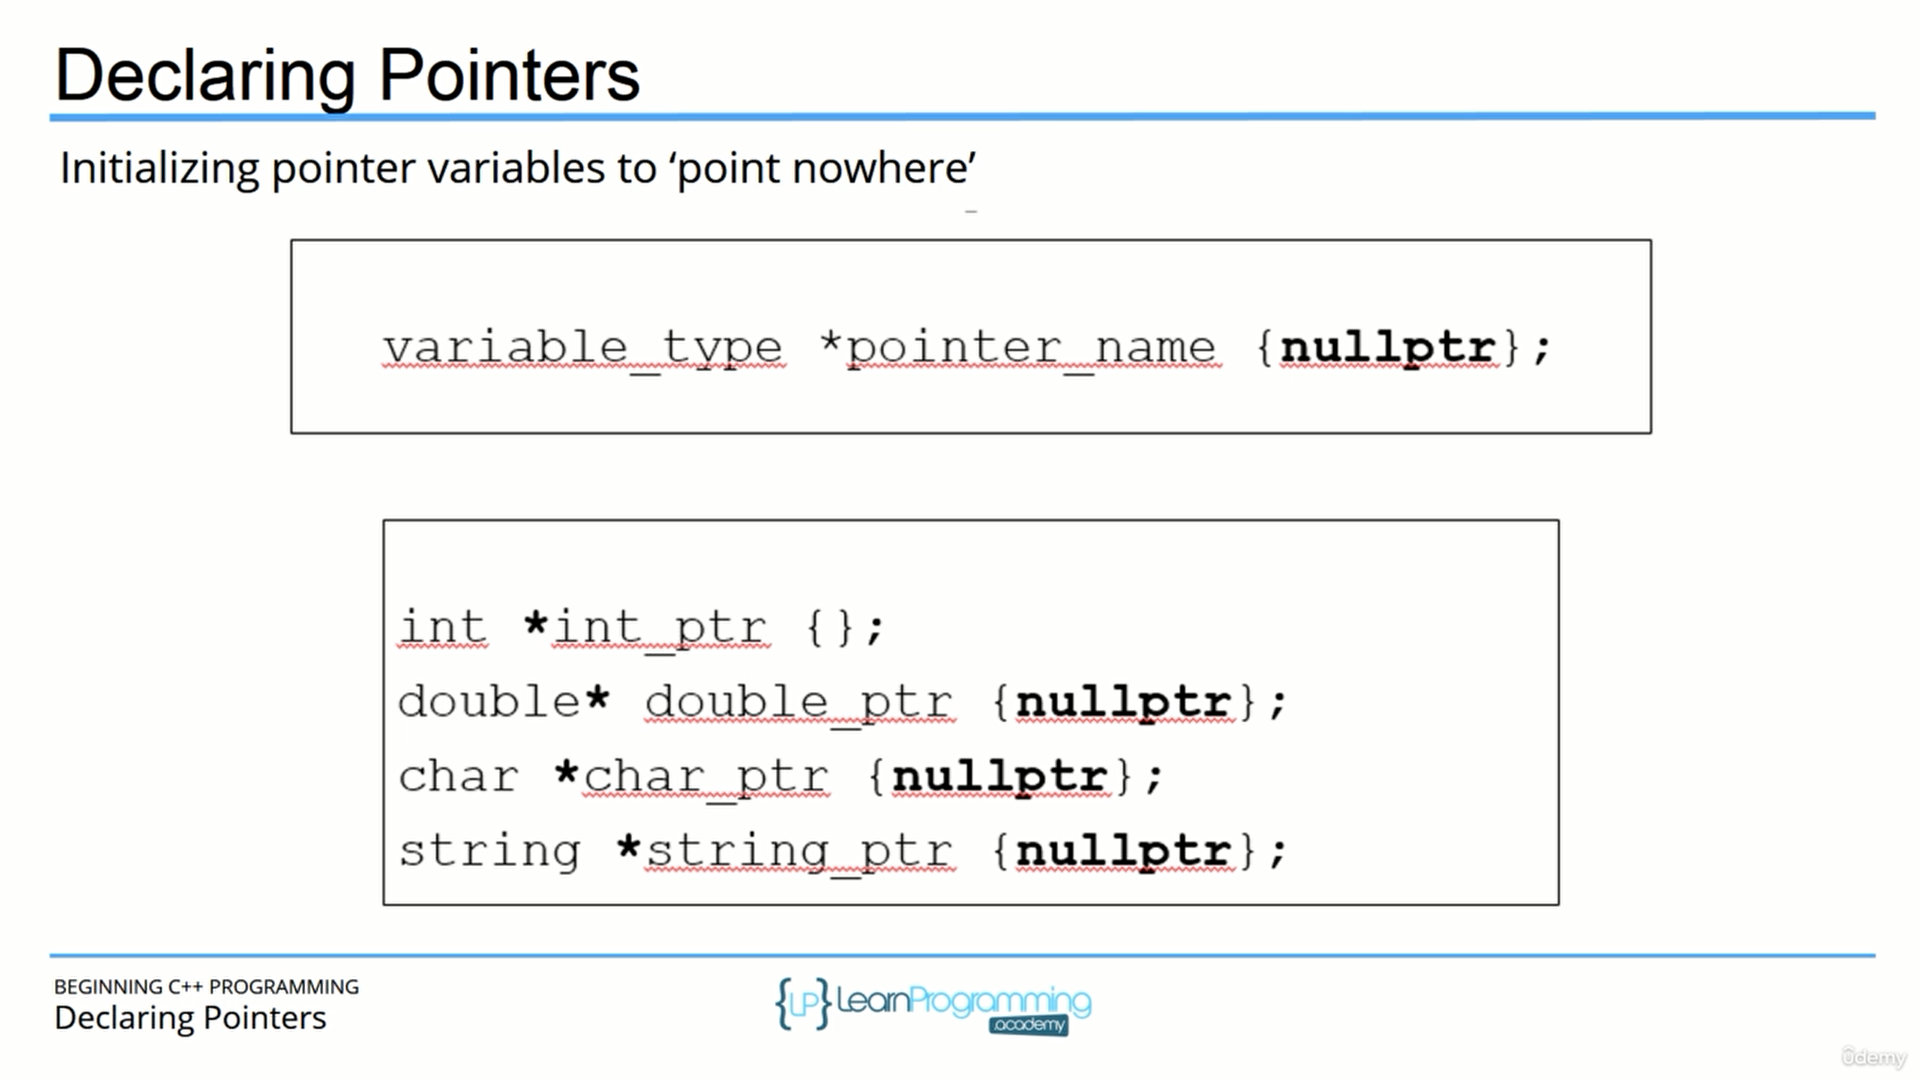 Declaring Pointers
Initializing pointer variables to ‘point nowhere’
variable_type *pointer_name {nullptr};
int *int_ptr {};
double* double_ptr {nullptr};
char *char_ptr {nullptr};
string *string_ptr {nullptr};
BEGINNING C++ PROGRAMMING
Declaring Pointers
{LP} LearnProgramming
.academy
ûdemy